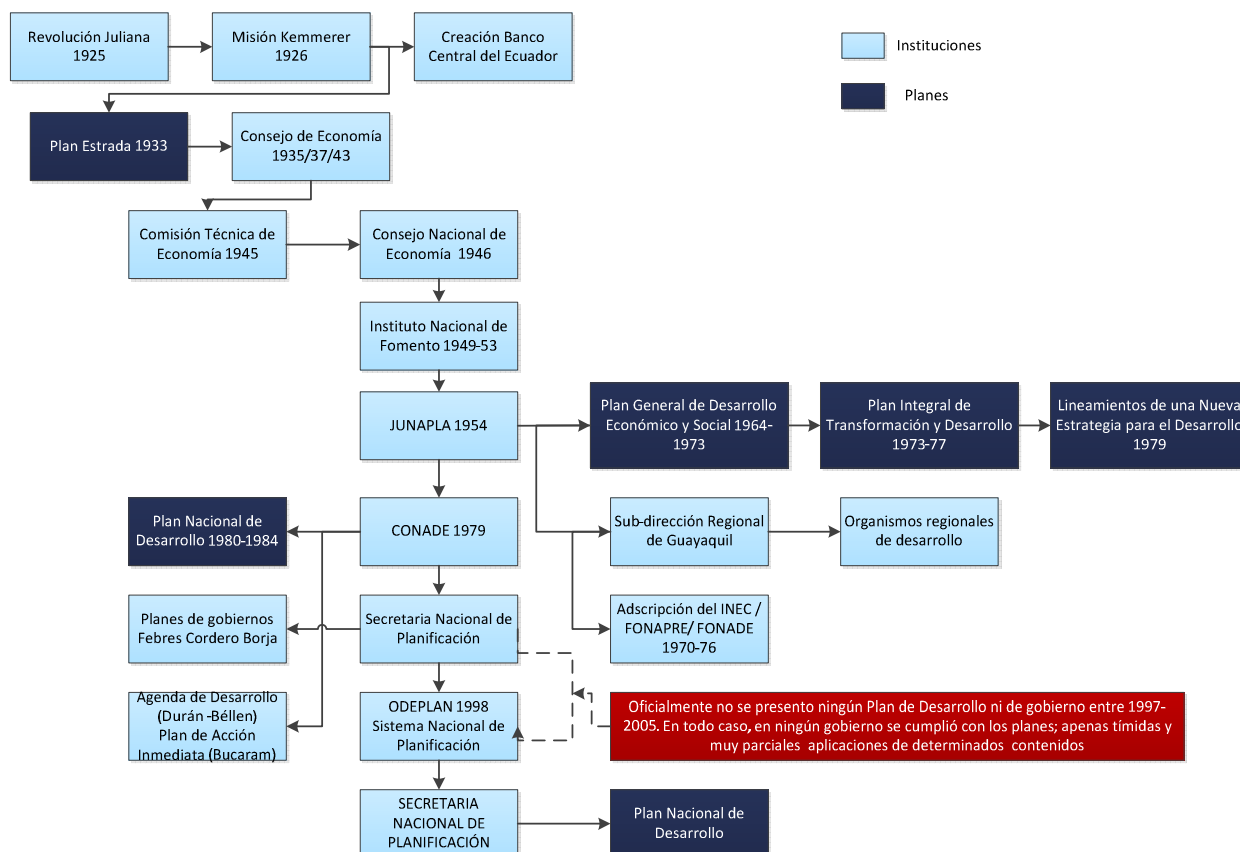 Revolución Juliana
1925
Misión Kemmerer
1926
Creación Banco
Central del Ecuador
Instituciones
Planes
Plan Estrada 1933
Consejo de Economía
1935/37/43
Comisión Técnica de
Economía 1945
Consejo Nacional de
Economía 1946
Instituto Nacional de
Fomento 1949-53
JUNAPLA 1954
Plan General de Desarrollo
Económico y Social 1964-
1973
Plan Integral de
Transformación y Desarrollo
1973-77
Lineamientos de una Nueva
Estrategia para el Desarrollo
1979
Plan Nacional de
Desarrollo 1980-1984
CONADE 1979
Sub-dirección Regional
de Guayaquil
Organismos regionales
de desarrollo
Planes de gobiernos
Febres Cordero Borja
Secretaria Nacional de
Planificación
Adscripción del INEC /
FONAPRE/ FONADE
1970-76
Agenda de Desarrollo
(Durán -Béllen)
Plan de Acción
Inmediata (Bucaram)
ODEPLAN 1998
Sistema Nacional de
Planificación
Oficialmente no se presento ningún Plan de Desarrollo ni de gobierno entre 1997-
2005. En todo caso, en ningún gobierno se cumplió con los planes; apenas tímidas y
muy parciales aplicaciones de determinados contenidos
SECRETARIA
NACIONAL DE
PLANIFICACIÓN
Plan Nacional de
Desarrollo